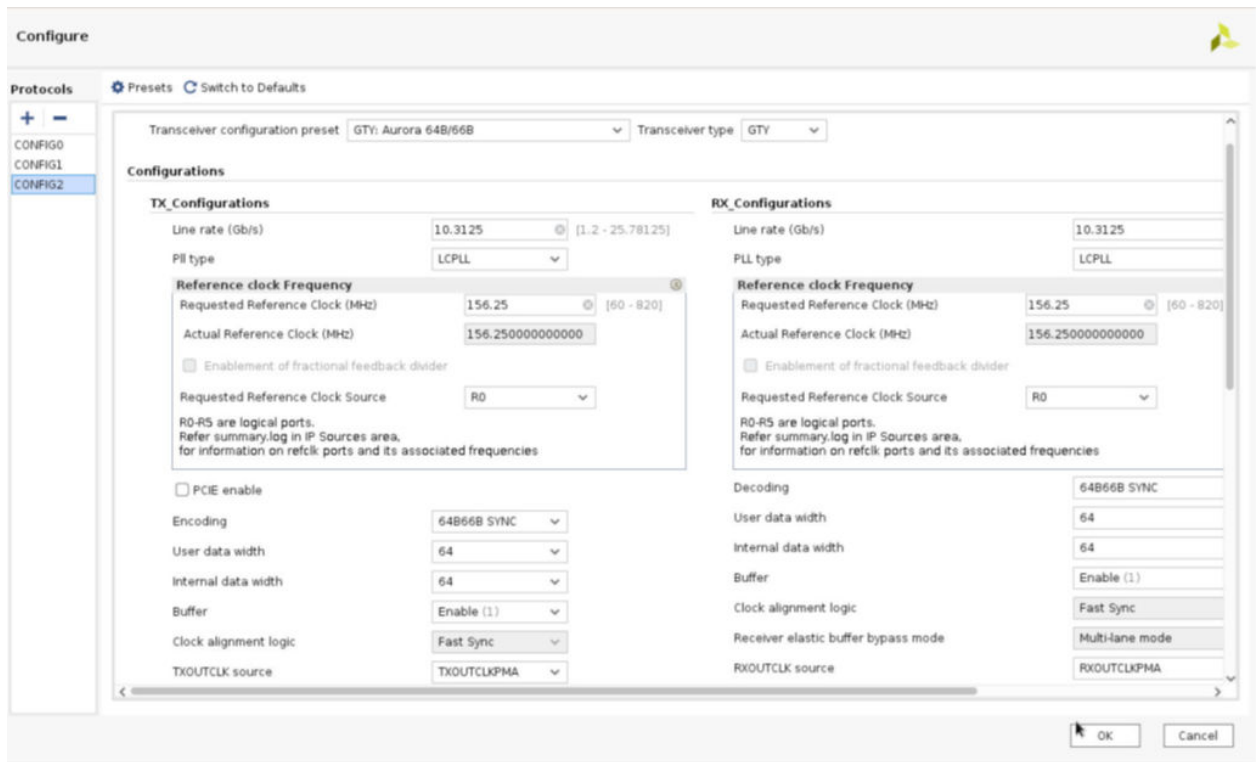 Configure
Protocols
Presets Switch to Defaults
CONFIG0
CONFIG1
CONFIG2
Transceiver configuration preset GTY: Aurora 64B/66B Transceiver type GTY
Configurations
TX_Configurations
Line rate (Gb/s) 10.3125 [1.2 - 25.78125]
Pll type LCPLL
Reference clock Frequency
Requested Reference Clock (MHz) 156.25 [60 - 820]
Actual Reference Clock (MHz) 156.250000000000
Enablement of fractional feedback divider
Requested Reference Clock Source R0
R0-R5 are logical ports.
Refer summary.log in IP Sources area,
for information on refclk ports and its associated frequencies
PCIE enable
Encoding 64B66B SYNC
User data width 64
Internal data width 64
Buffer Enable (1)
Clock alignment logic Fast Sync
TXOUTCLK source TXOUTCLKPMA
RX_Configurations
Line rate (Gb/s) 10.3125
PLL type LCPLL
Reference clock Frequency
Requested Reference Clock (MHz) 156.25 [60 - 820]
Actual Reference Clock (MHz) 156.250000000000
Enablement of fractional feedback divider
Requested Reference Clock Source R0
R0-R5 are logical ports.
Refer summary.log in IP Sources area,
for information on refclk ports and its associated frequencies
Decoding 64B66B SYNC
User data width 64
Internal data width 64
Buffer Enable (1)
Clock alignment logic Fast Sync
Receiver elastic buffer bypass mode Multi-lane mode
RXOUTCLK source RXOUTCLKPMA
OK Cancel